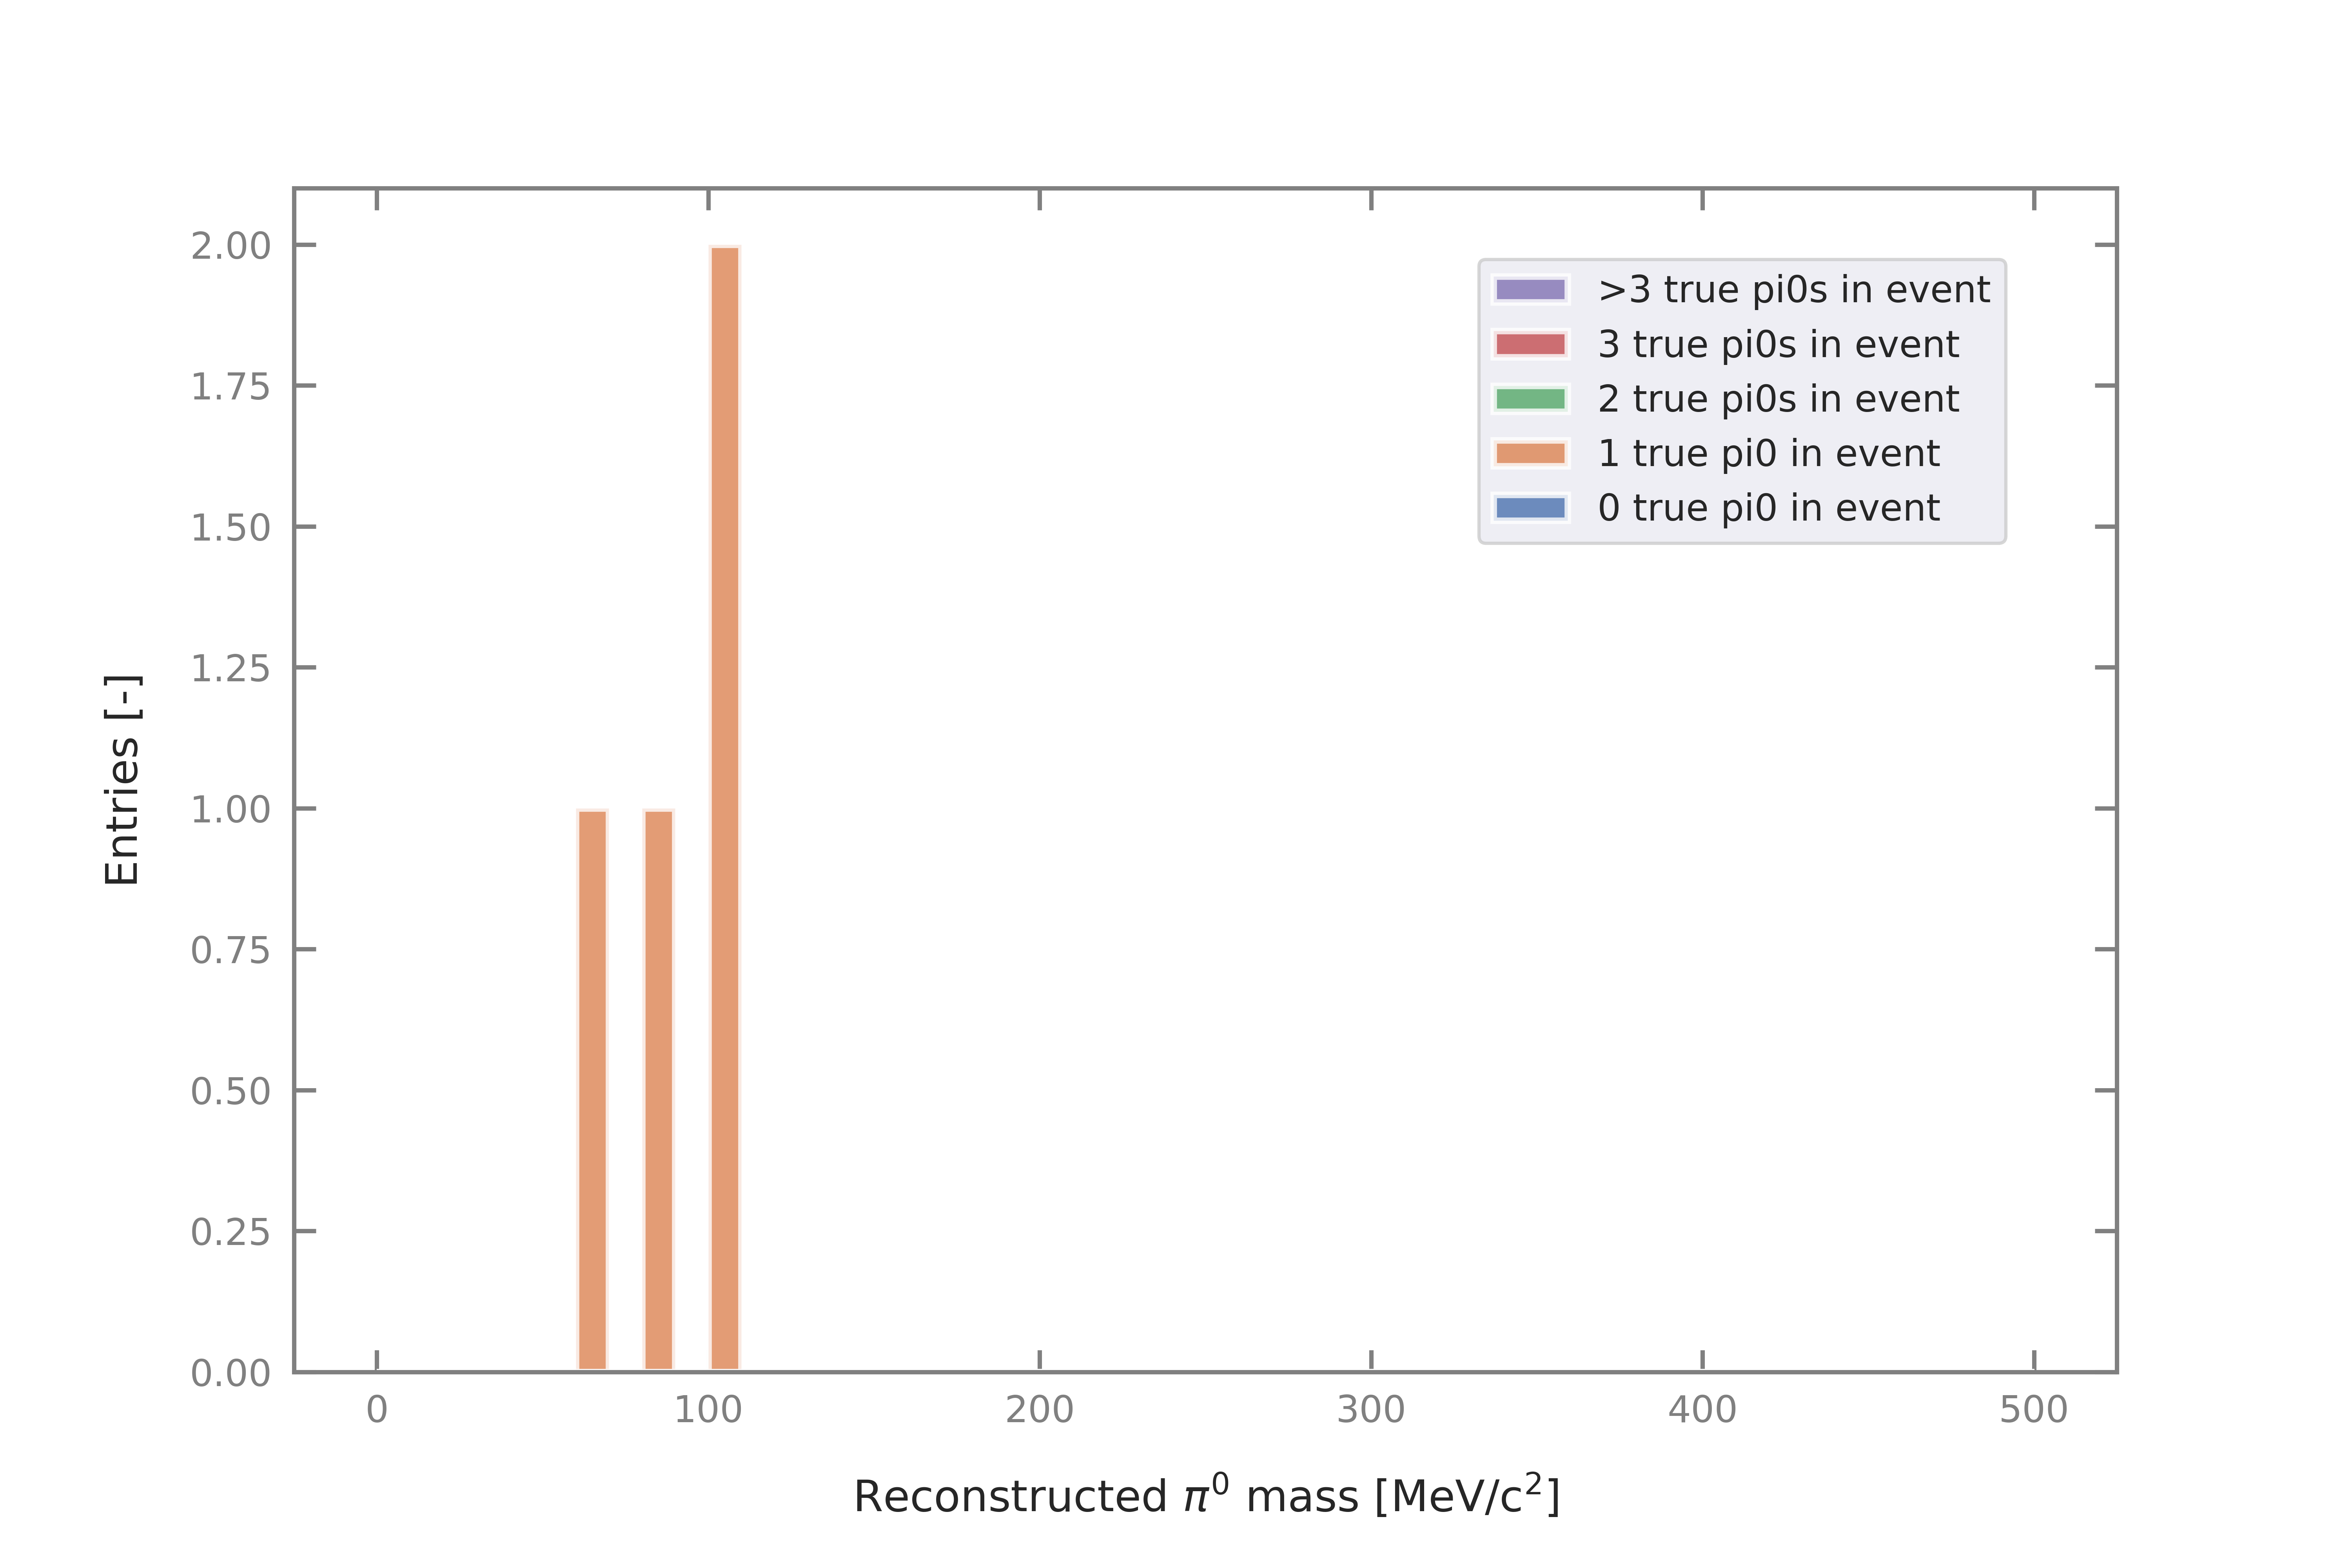 2.00
1.75
1.50
1.25
1.00
0.75
0.50
0.25
0.00
Entries [-]
>3 true pi0s in event
3 true pi0s in event
2 true pi0s in event
1 true pi0 in event
0 true pi0 in event
0 100 200 300 400 500
Reconstructed π⁰ mass [MeV/c²]